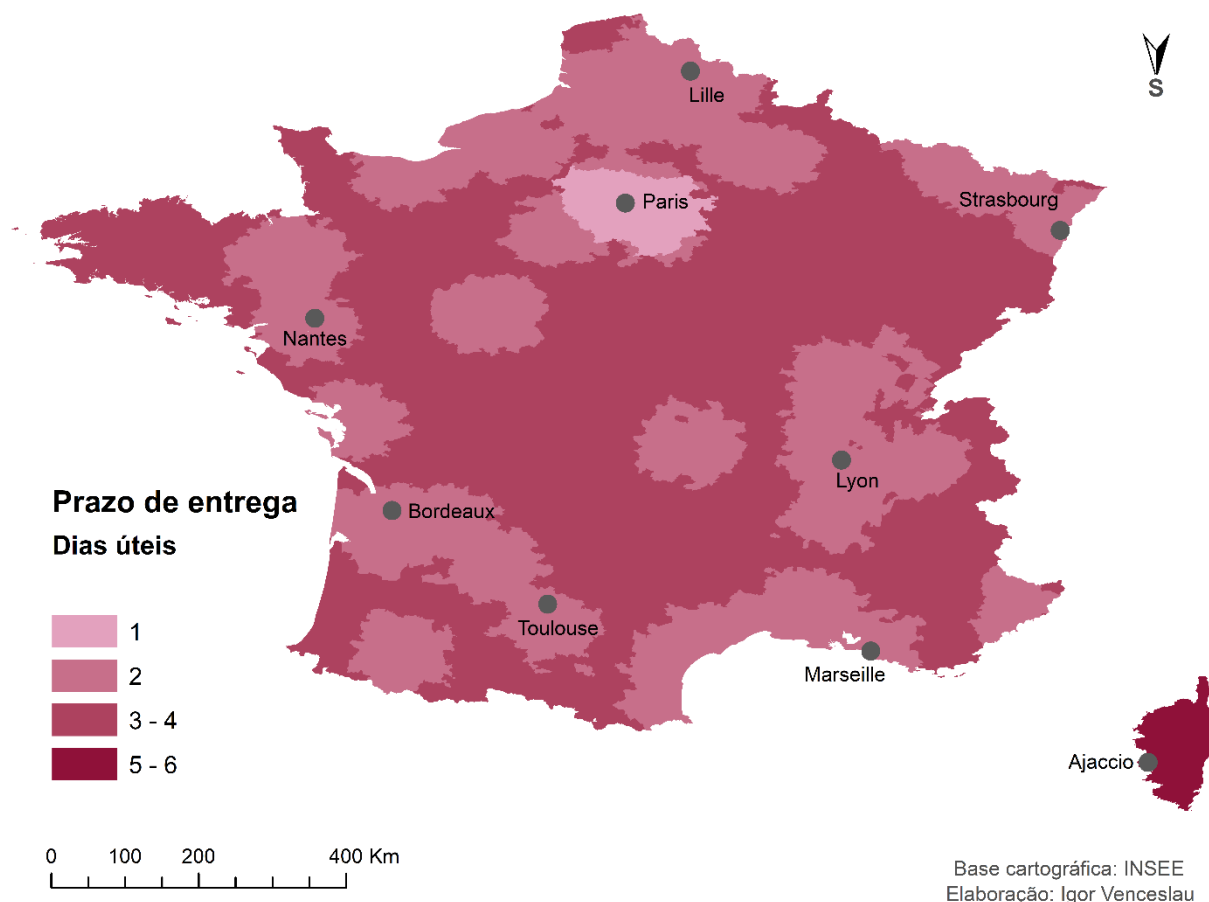 S
Lille
Paris
Strasbourg
Nantes
Lyon
Prazo de entrega
Bordeaux
Dias úteis
1
Toulouse
2
Marseille
3 - 4
5 - 6
Ajaccio
0 100 200 400 Km
Base cartográfica: INSEE
Elaboração: Igor Venceslau